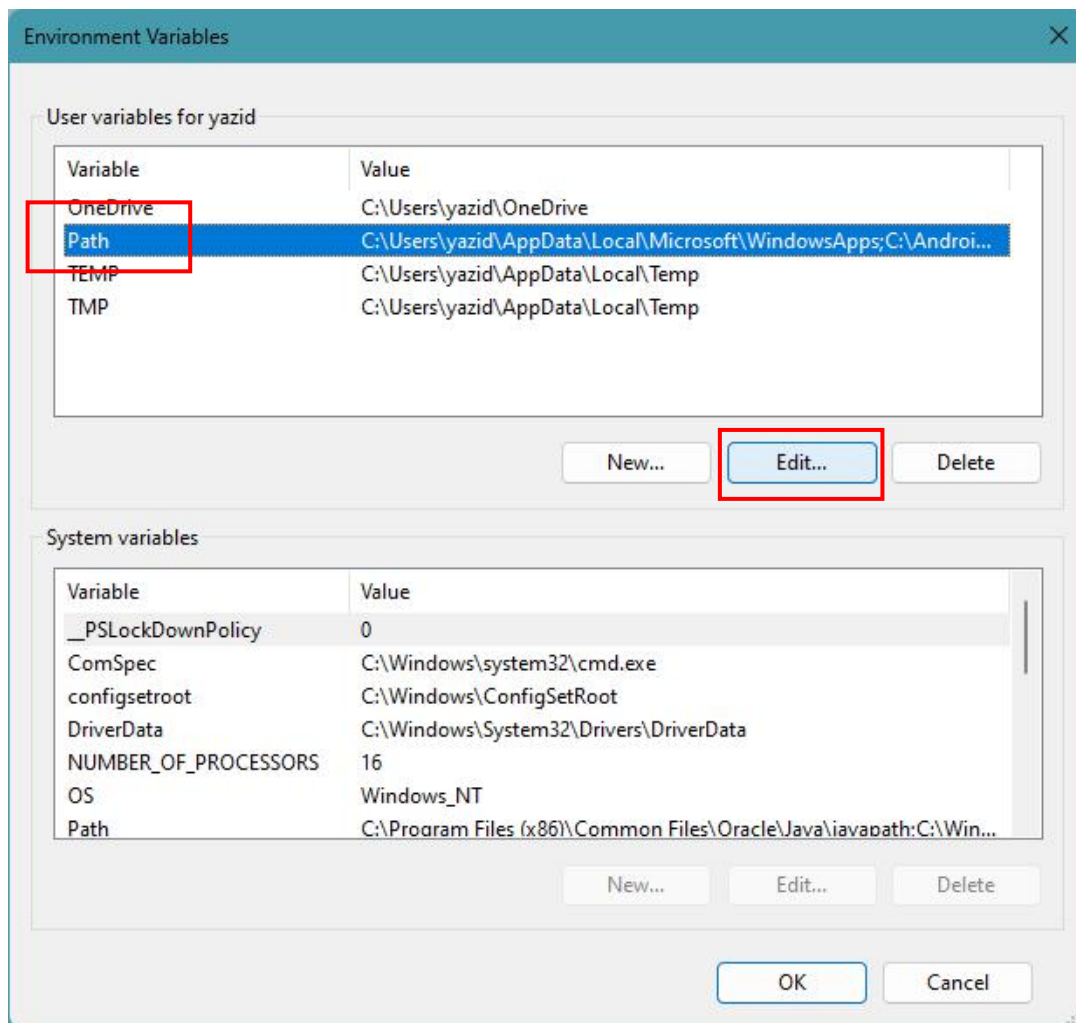 Environment Variables
User variables for yazid
Variable Value
OneDrive C:\Users\yazid\OneDrive
Path C:\Users\yazid\AppData\Local\Microsoft\WindowsApps;C:\Androi...
TEMP C:\Users\yazid\AppData\Local\Temp
TMP C:\Users\yazid\AppData\Local\Temp
New... Edit... Delete
System variables
Variable Value
__PSLockDownPolicy 0
ComSpec C:\Windows\system32\cmd.exe
configsetroot C:\Windows\ConfigSetRoot
DriverData C:\Windows\System32\Drivers\DriverData
NUMBER_OF_PROCESSORS 16
OS Windows_NT
Path C:\Program Files (x86)\Common Files\Oracle\Java\javapath;C:\Win...
New... Edit... Delete
OK Cancel